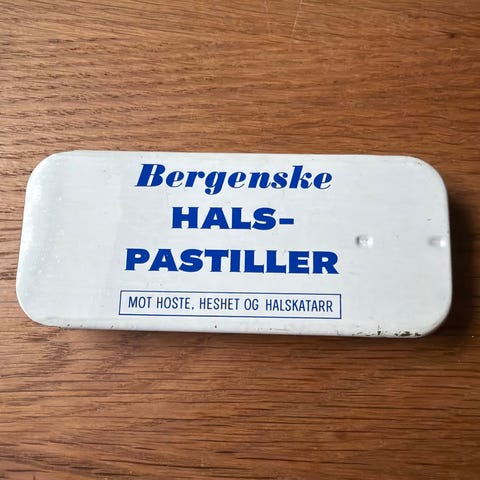 Bergenske
HALS-
PASTILLER
MOT HOSTE, HESHET OG HALSKATARR